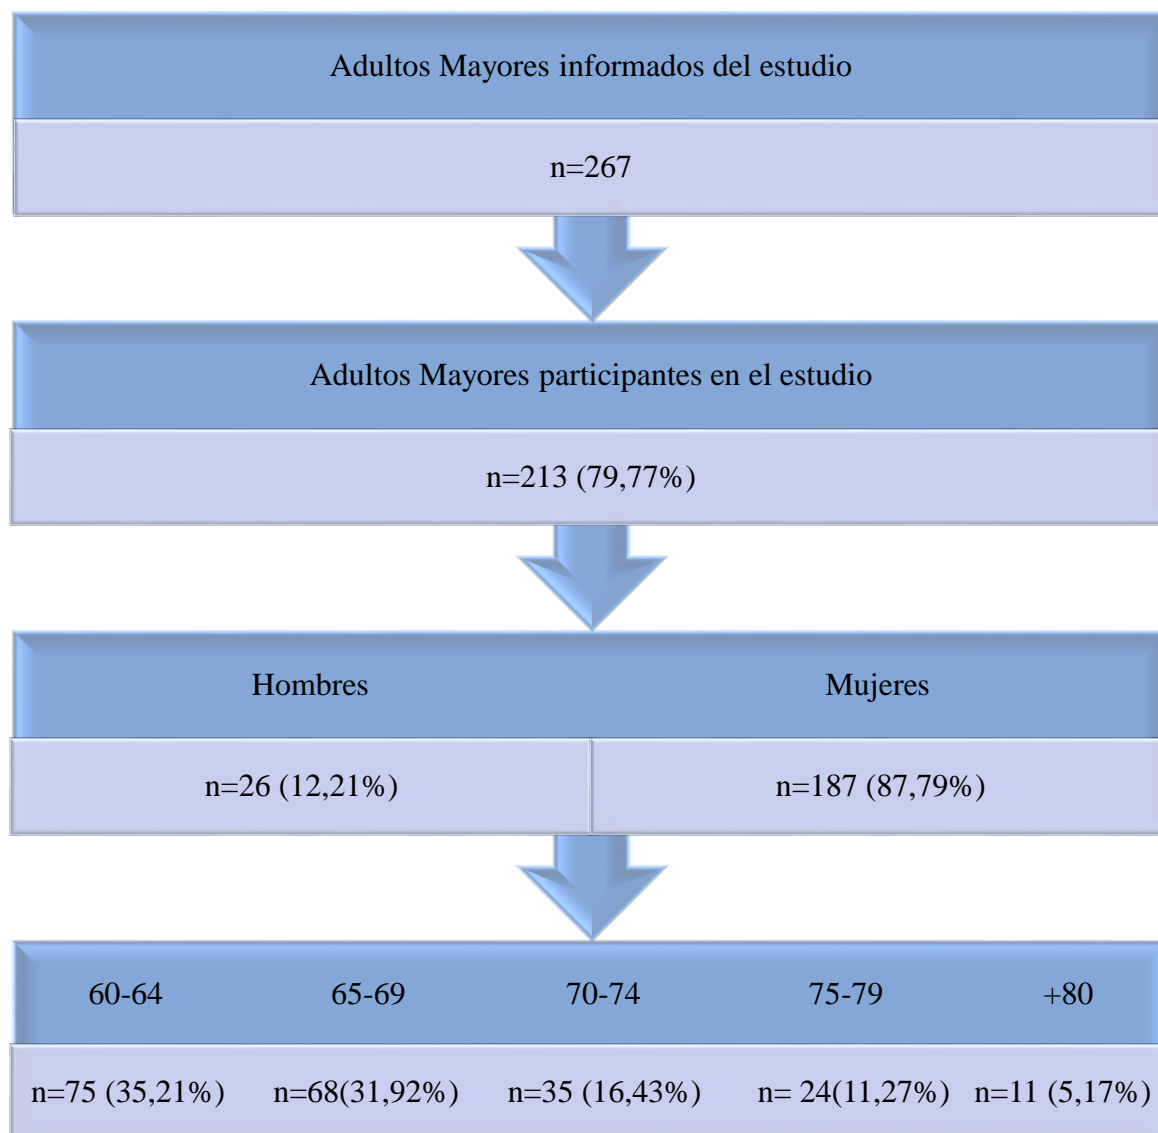 Adultos Mayores informados del estudio
n=267
Adultos Mayores participantes en el estudio
n=213 (79,77%)
Hombres Mujeres
n=26 (12,21%) n=187 (87,79%)
60-64 65-69 70-74 75-79 +80
n=75 (35,21%) n=68(31,92%) n=35 (16,43%) n= 24(11,27%) n=11 (5,17%)